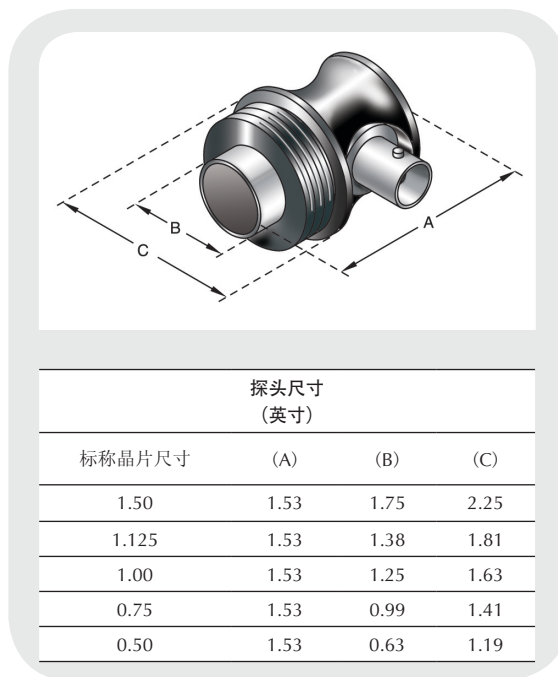 A
B
C
探头尺寸
（英寸）
标称晶片尺寸 （A） （B） （C）
1.50 1.53 1.75 2.25
1.125 1.53 1.38 1.81
1.00 1.53 1.25 1.63
0.75 1.53 0.99 1.41
0.50 1.53 0.63 1.19